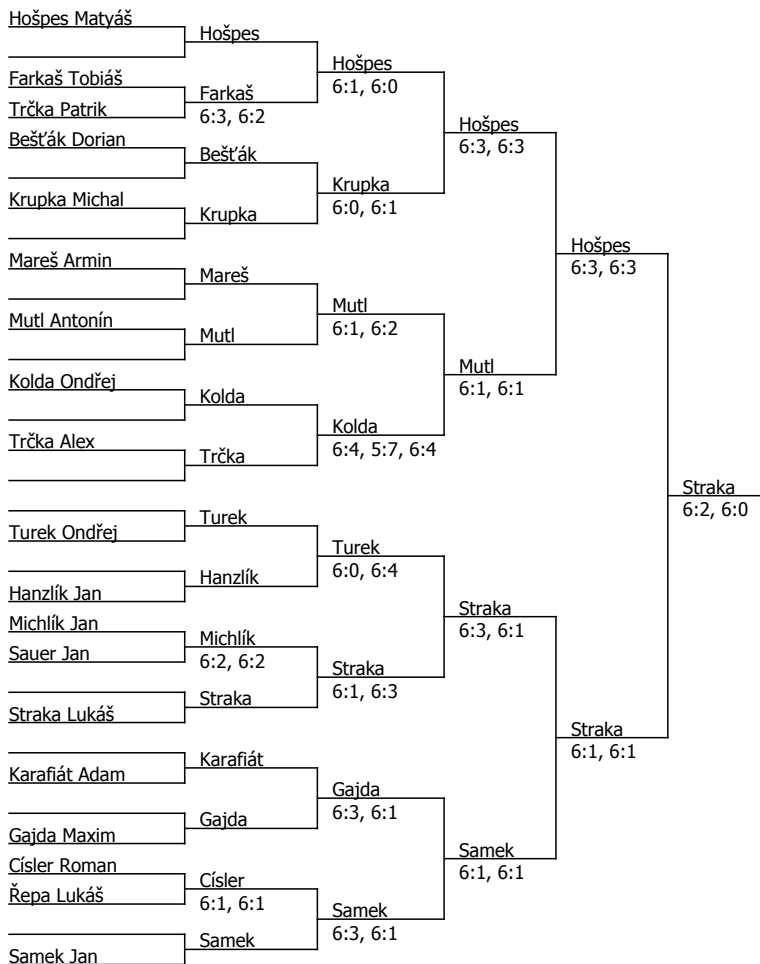 Hošpes Matyáš
Farkaš Tobiáš
Trčka Patrik
Bešťák Dorian
Krupka Michal
Mareš Armin
Mutl Antonín
Kolda Ondřej
Trčka Alex
Turek Ondřej
Hanzlík Jan
Michlík Jan
Sauer Jan
Straka Lukáš
Karafiát Adam
Gajda Maxim
Císler Roman
Řepa Lukáš
Samek Jan
Hošpes
Farkaš
6:3, 6:2
Bešťák
Krupka
Mareš
Mutl
Kolda
Trčka
Turek
Hanzlík
Michlík
6:2, 6:2
Straka
Karafiát
Gajda
Císler
6:1, 6:1
Samek
Hošpes
6:1, 6:0
Krupka
6:0, 6:1
Mutl
6:1, 6:2
Kolda
6:4, 5:7, 6:4
Turek
6:0, 6:4
Straka
6:1, 6:3
Gajda
6:3, 6:1
Samek
6:3, 6:1
Hošpes
6:3, 6:3
Mutl
6:1, 6:1
Straka
6:3, 6:1
Samek
6:1, 6:1
Hošpes
6:3, 6:3
Straka
6:1, 6:1
Straka
6:2, 6:0